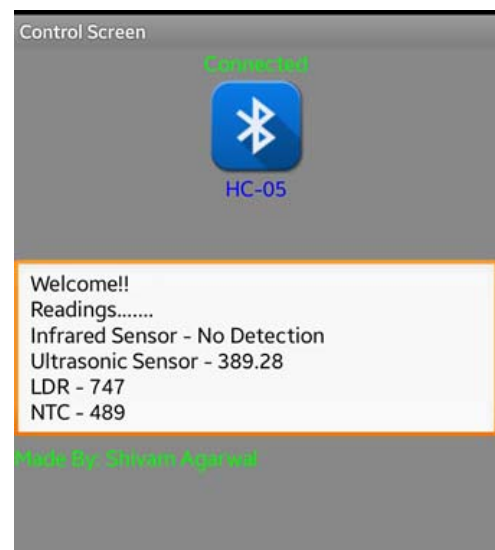 Control Screen
Connected
HC-05
Welcome!!
Readings.......
Infrared Sensor - No Detection
Ultrasonic Sensor - 389.28
LDR - 747
NTC - 489
Made By: Shivam Agarwal